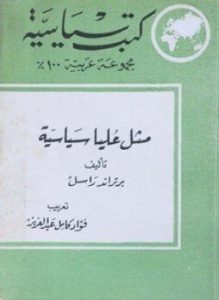 كتب سياسية
مجموعة عربية ١٠٠٪
مثل عليا سياسية
تأليف
برتراند راسل
تعريب
فؤاد كامل عبد العزيز